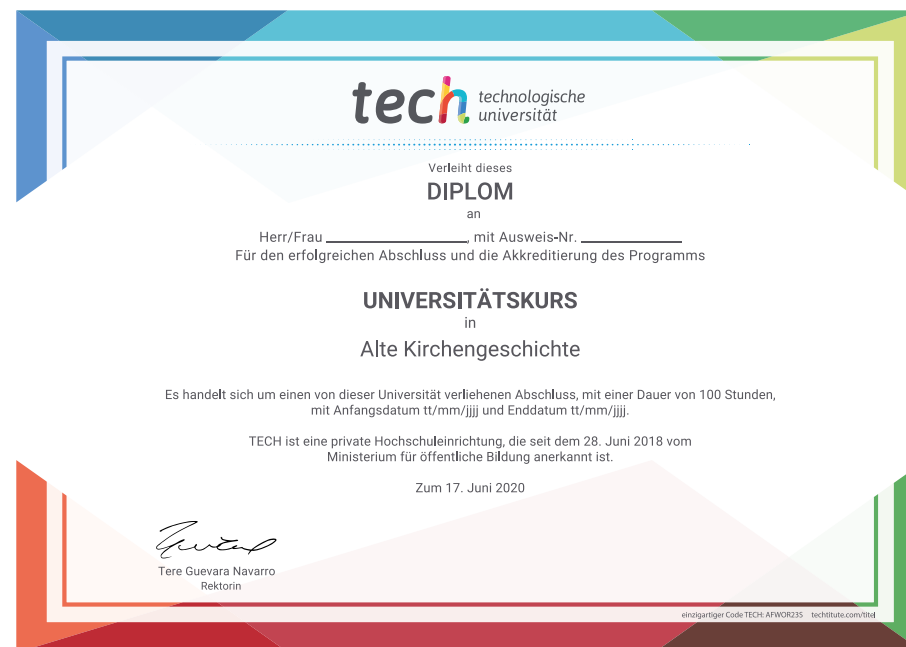 tech technologische
universität
Verleiht dieses
DIPLOM
an
Herr/Frau ____________, mit Ausweis-Nr. ____________
Für den erfolgreichen Abschluss und die Akkreditierung des Programms
UNIVERSITÄTSKURS
in
Alte Kirchengeschichte
Es handelt sich um einen von dieser Universität verliehenen Abschluss, mit einer Dauer von 100 Stunden,
mit Anfangsdatum tt/mm/jjjj und Enddatum tt/mm/jjjj.
TECH ist eine private Hochschuleinrichtung, die seit dem 28. Juni 2018 vom
Ministerium für öffentliche Bildung anerkannt ist.
Zum 17. Juni 2020
Tere Guevara Navarro
Rektorin
einzigartiger Code TECH: AFWOR23S techtitute.com/titel